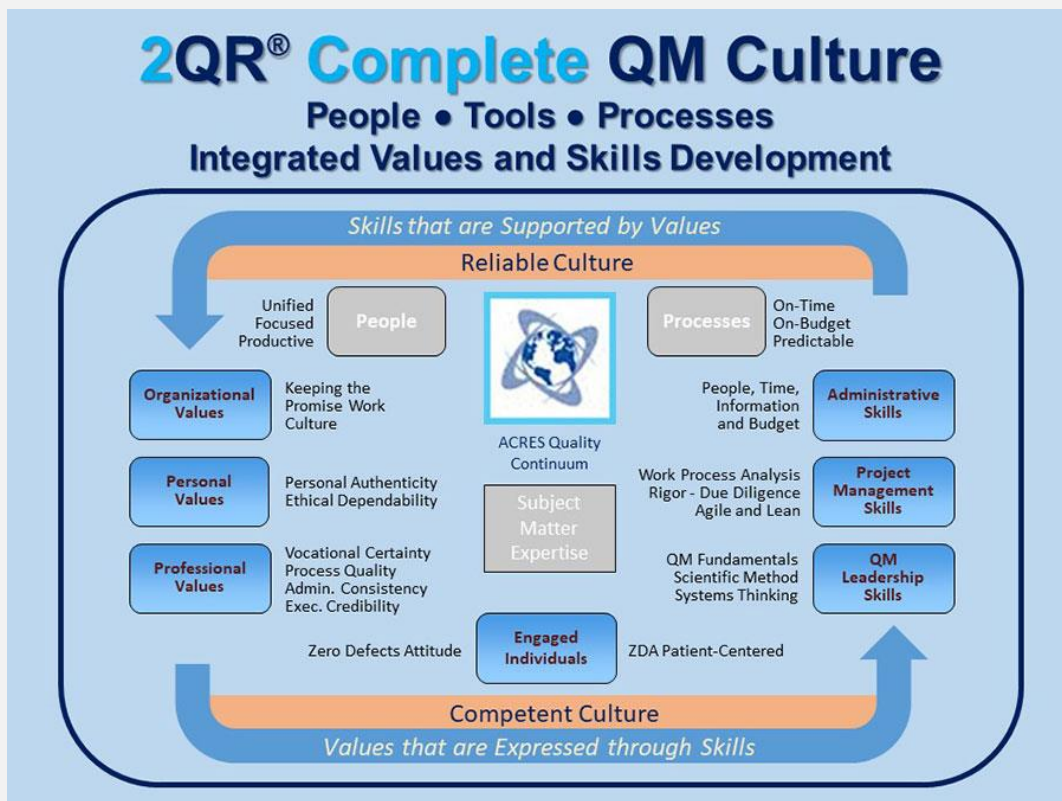 2QR® Complete QM Culture
People ● Tools ● Processes
Integrated Values and Skills Development
Skills that are Supported by Values
Reliable Culture
Unified
Focused
Productive
People
Processes
On-Time
On-Budget
Predictable
Organizational
Values
Keeping the
Promise Work
Culture
ACRES Quality
Continuum
People, Time,
Information
and Budget
Administrative
Skills
Personal
Values
Personal Authenticity
Ethical Dependability
Subject
Matter
Expertise
Work Process Analysis
Rigor - Due Diligence
Agile and Lean
Project
Management
Skills
Professional
Values
Vocational Certainty
Process Quality
Admin. Consistency
Exec. Credibility
QM Fundamentals
Scientific Method
Systems Thinking
QM
Leadership
Skills
Zero Defects Attitude
Engaged
Individuals
ZDA Patient-Centered
Competent Culture
Values that are Expressed through Skills